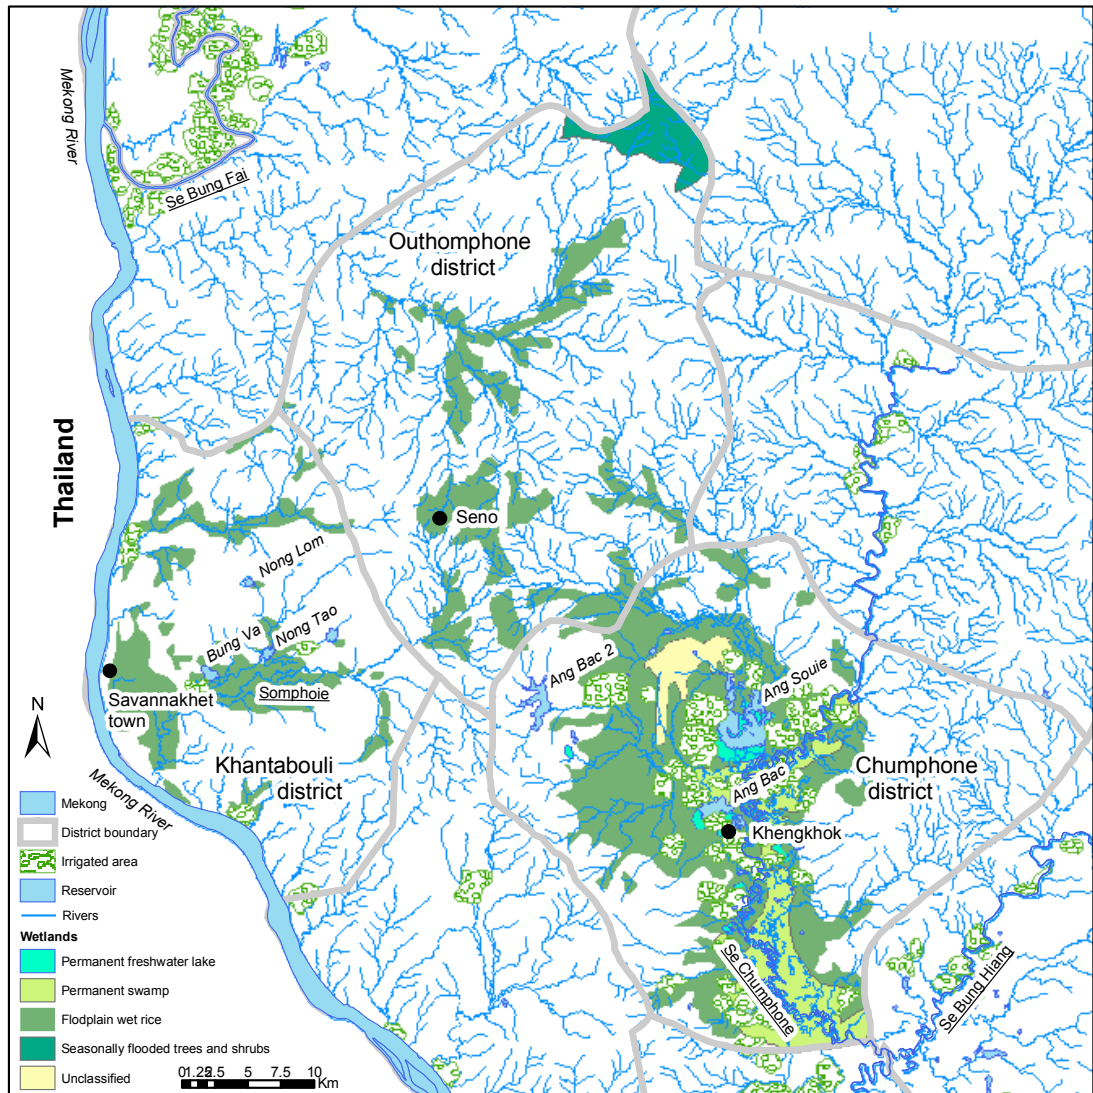 Mekong River
Se Bung Fai
Outhomphone
district
Thailand
Seno
Nong Lom
Nong Tao
Bung Va
Somphoie
Savannakhet
town
Ang Bac 2
Ang Souie
N
Khantabouli
district
Mekong River
Ang Bac
Chumphone
district
Khengkhok
Se Chumphone
Se Bung Hiang
Mekong
District boundary
Irrigated area
Reservoir
Rivers
Wetlands
Permanent freshwater lake
Permanent swamp
Flodplain wet rice
Seasonally flooded trees and shrubs
Unclassified
01.252.5 5 7.5 10
Km